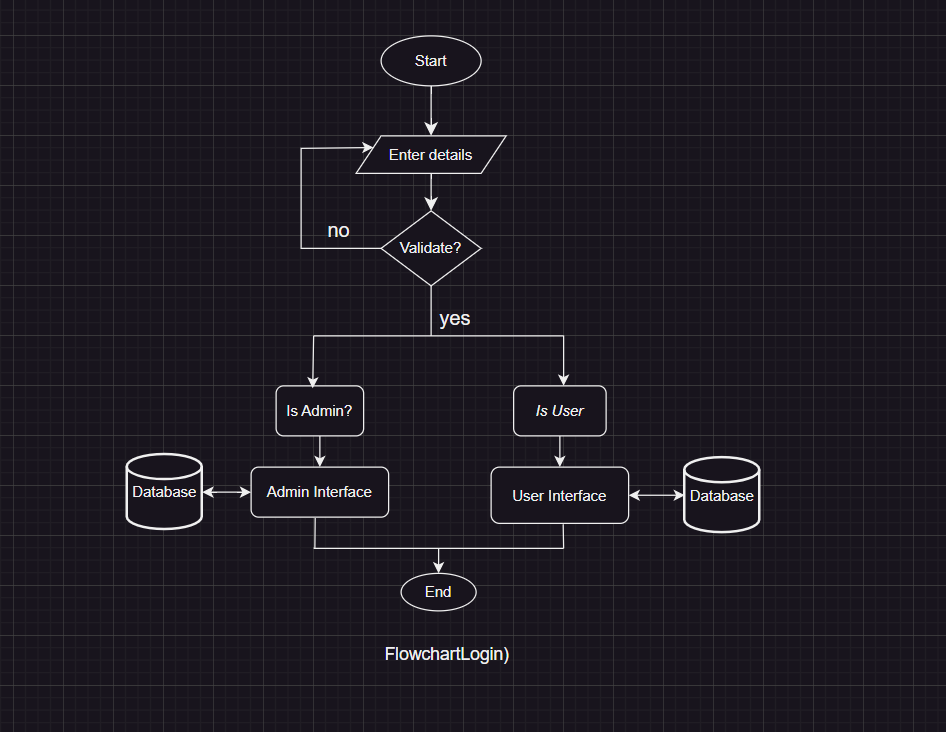 Start
Enter details
no
Validate?
yes
Is Admin?
Is User
Database
Admin Interface
User Interface
Database
End
FlowchartLogin)